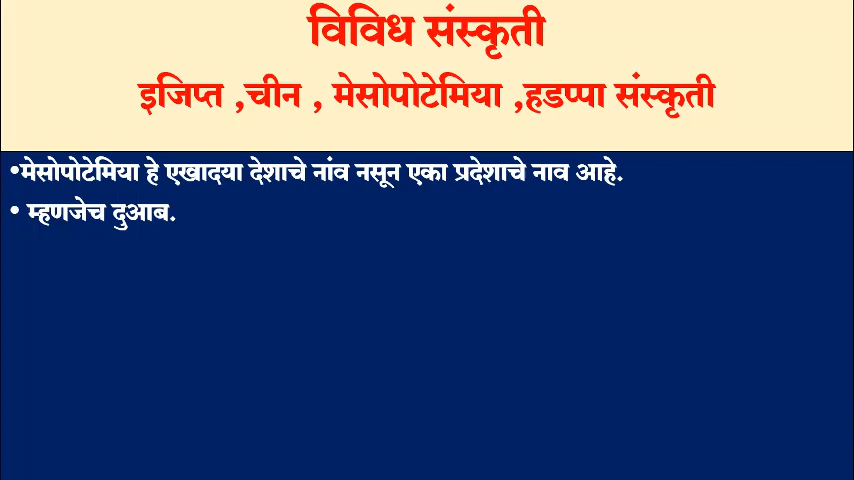 विविध संस्कृती
इजिप्त ,चीन , मेसोपोटेमिया ,हडप्पा संस्कृती
•मेसोपोटेमिया हे एखादया देशाचे नांव नसून एका प्रदेशाचे नाव आहे.
• म्हणजेच दुआब.